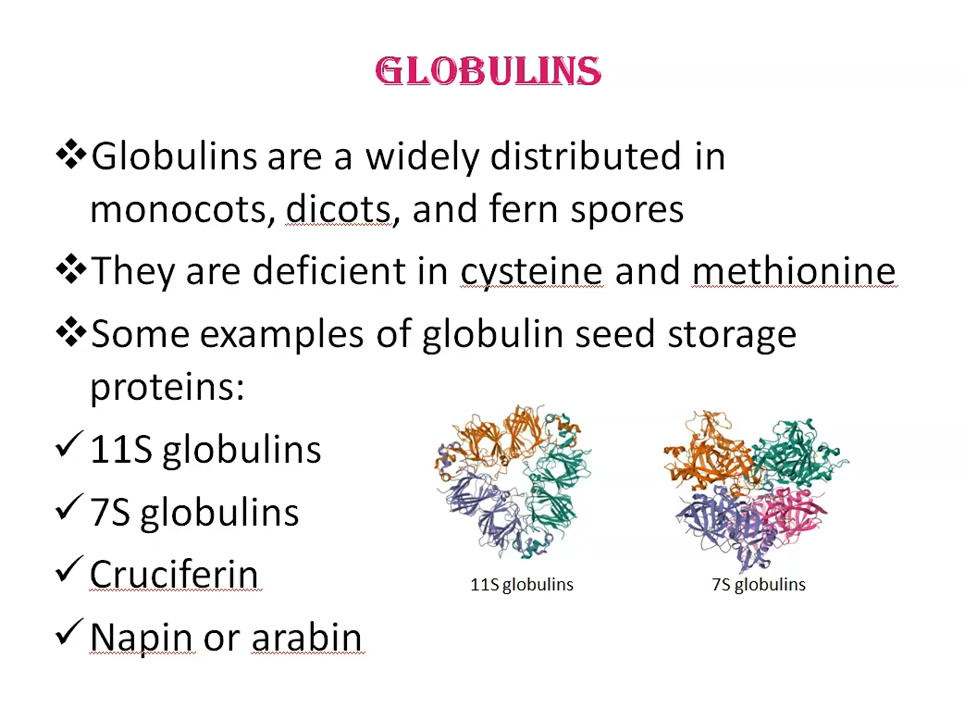 GLOBULINS
❖Globulins are a widely distributed in
monocots, dicots, and fern spores
❖They are deficient in cysteine and methionine
❖Some examples of globulin seed storage
proteins:
✓11S globulins
✓7S globulins
✓Cruciferin
✓Napin or arabin
11S globulins
7S globulins